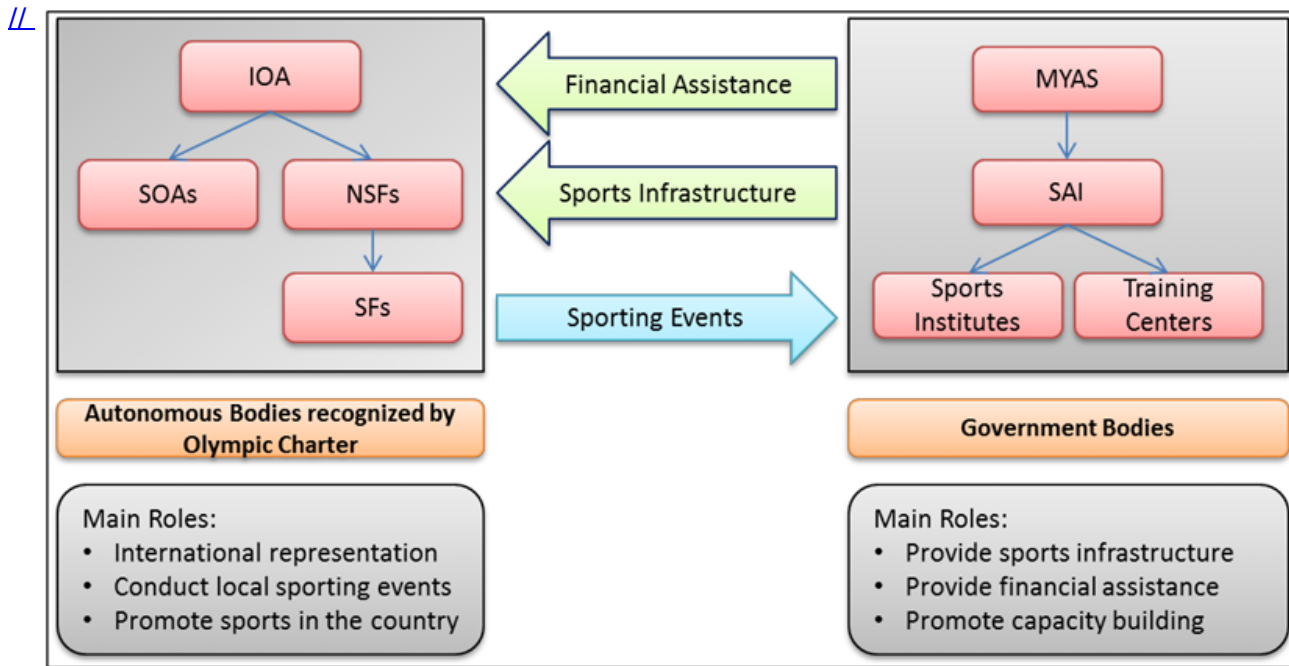 //
IOA
SOAs
NSFs
SFs
Financial Assistance
Sports Infrastructure
Sporting Events
MYAS
SAI
Sports
Institutes
Training
Centers
Autonomous Bodies recognized by
Olympic Charter
Government Bodies
Main Roles:
• International representation
• Conduct local sporting events
• Promote sports in the country
Main Roles:
• Provide sports infrastructure
• Provide financial assistance
• Promote capacity building